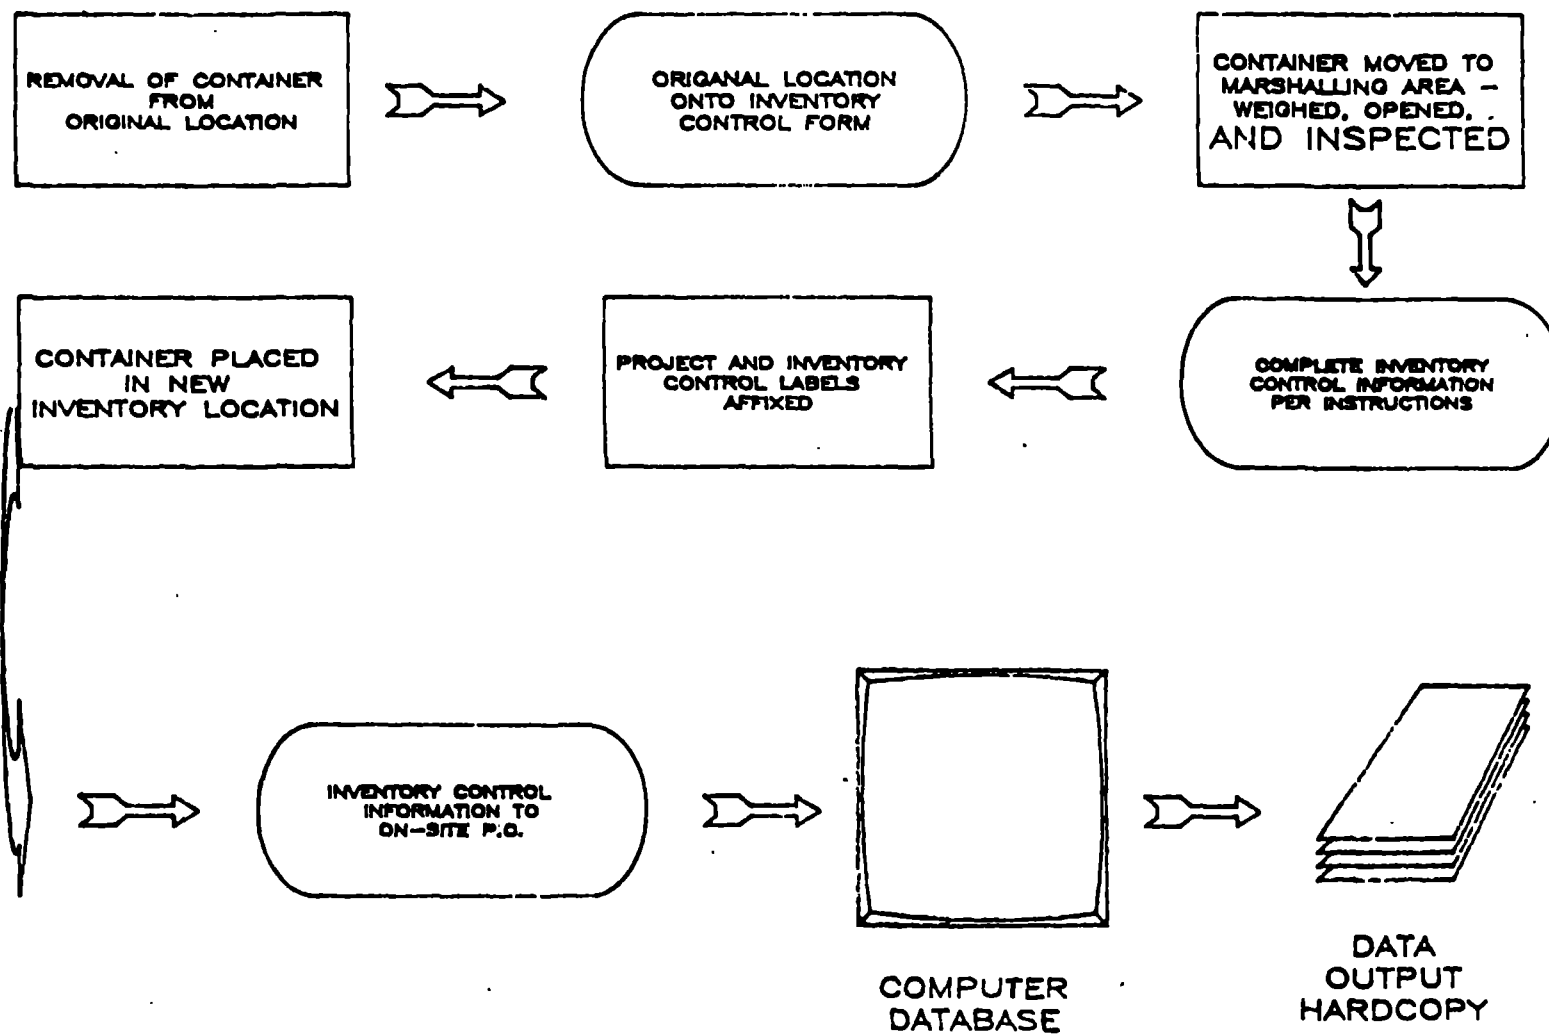 REMOVAL OF CONTAINER
FROM
ORIGINAL LOCATION
ORIGANAL LOCATION
ONTO INVENTORY
CONTROL FORM
CONTAINER MOVED TO
MARSHALLING AREA –
WEIGHED, OPENED,
AND INSPECTED
COMPLETE INVENTORY
CONTROL INFORMATION
PER INSTRUCTIONS
PROJECT AND INVENTORY
CONTROL LABELS
AFFIXED
CONTAINER PLACED
IN NEW
INVENTORY LOCATION
INVENTORY CONTROL
INFORMATION TO
ON-SITE P.O.
COMPUTER
DATABASE
DATA
OUTPUT
HARDCOPY